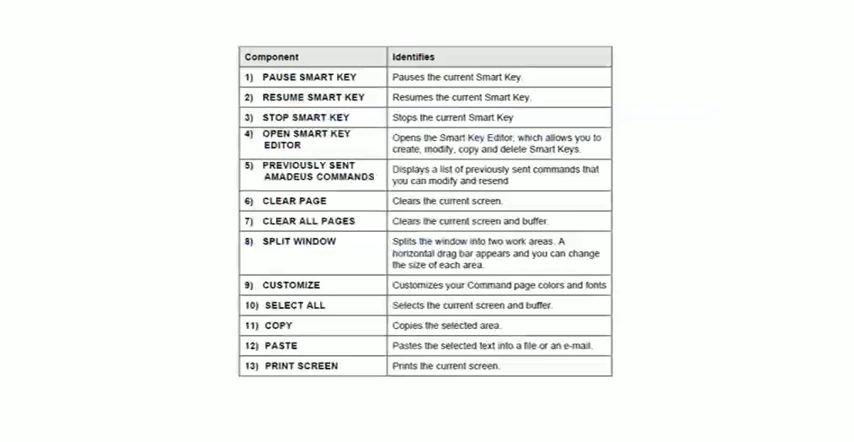 Component Identifies
1) PAUSE SMART KEY Pauses the current Smart Key.
2) RESUME SMART KEY Resumes the current Smart Key.
3) STOP SMART KEY Stops the current Smart Key
4) OPEN SMART KEY
EDITOR
Opens the Smart Key Editor, which allows you to
create, modify, copy and delete Smart Keys.
5) PREVIOUSLY SENT
AMADEUS COMMANDS
Displays a list of previously sent commands that
you can modify and resend
6) CLEAR PAGE Clears the current screen.
7) CLEAR ALL PAGES Clears the current screen and buffer.
8) SPLIT WINDOW Splits the window into two work areas. A
horizontal drag bar appears and you can change
the size of each area.
9) CUSTOMIZE Customizes your Command page colors and fonts
10) SELECT ALL Selects the current screen and buffer.
11) COPY Copies the selected area.
12) PASTE Pastes the selected text into a file or an e-mail.
13) PRINT SCREEN Prints the current screen.